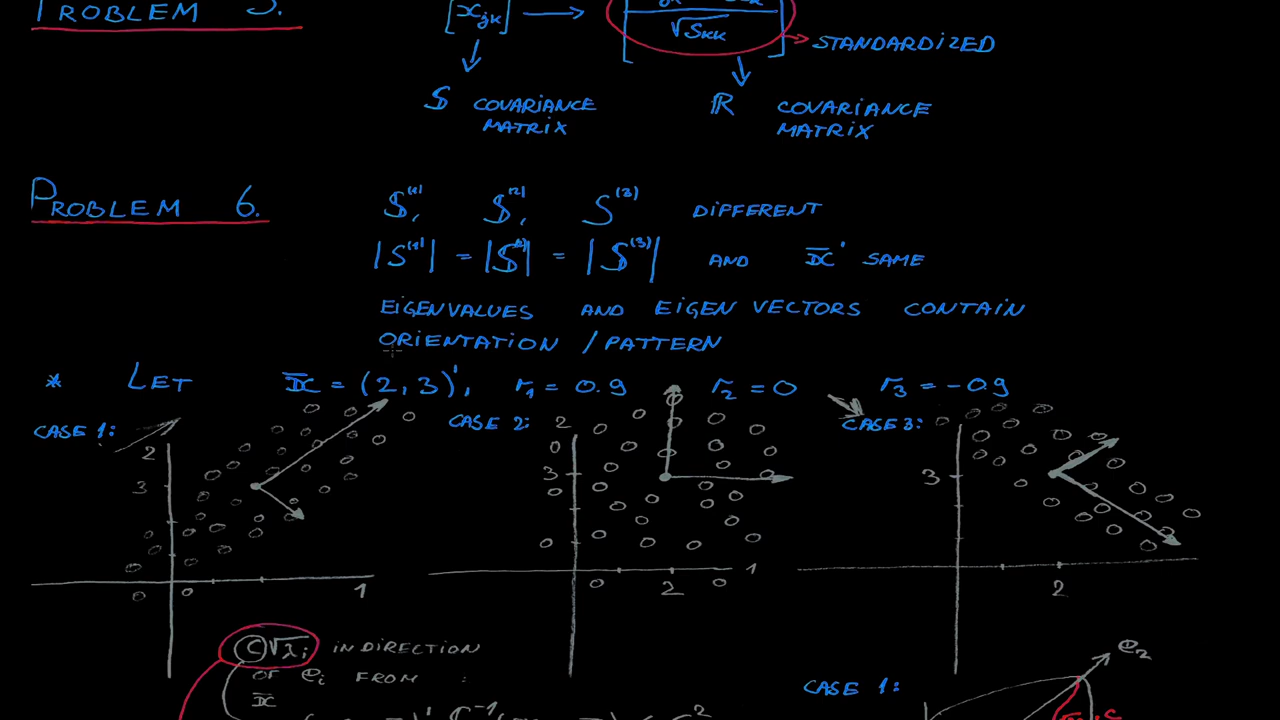 PROBLEM 5.
[x_jk] → √S_KK → STANDARDIZED
S COVARIANCE MATRIX
R COVARIANCE MATRIX
PROBLEM 6.
S⁽¹⁾, S⁽²⁾, S⁽³⁾ DIFFERENT
|S⁽¹⁾| = |S⁽²⁾| = |S⁽³⁾| AND x̄' SAME
EIGENVALUES AND EIGEN VECTORS CONTAIN
ORIENTATION / PATTERN
* LET x̄ = (2, 3)', r₁ = 0.9 r₂ = 0 r₃ = -0.9
CASE 1:
2
3
0
1
CASE 2:
2
3
2
1
CASE 3:
3
2
C√λi IN DIRECTION
OF ei FROM :
x̄
CASE 1:
e₂